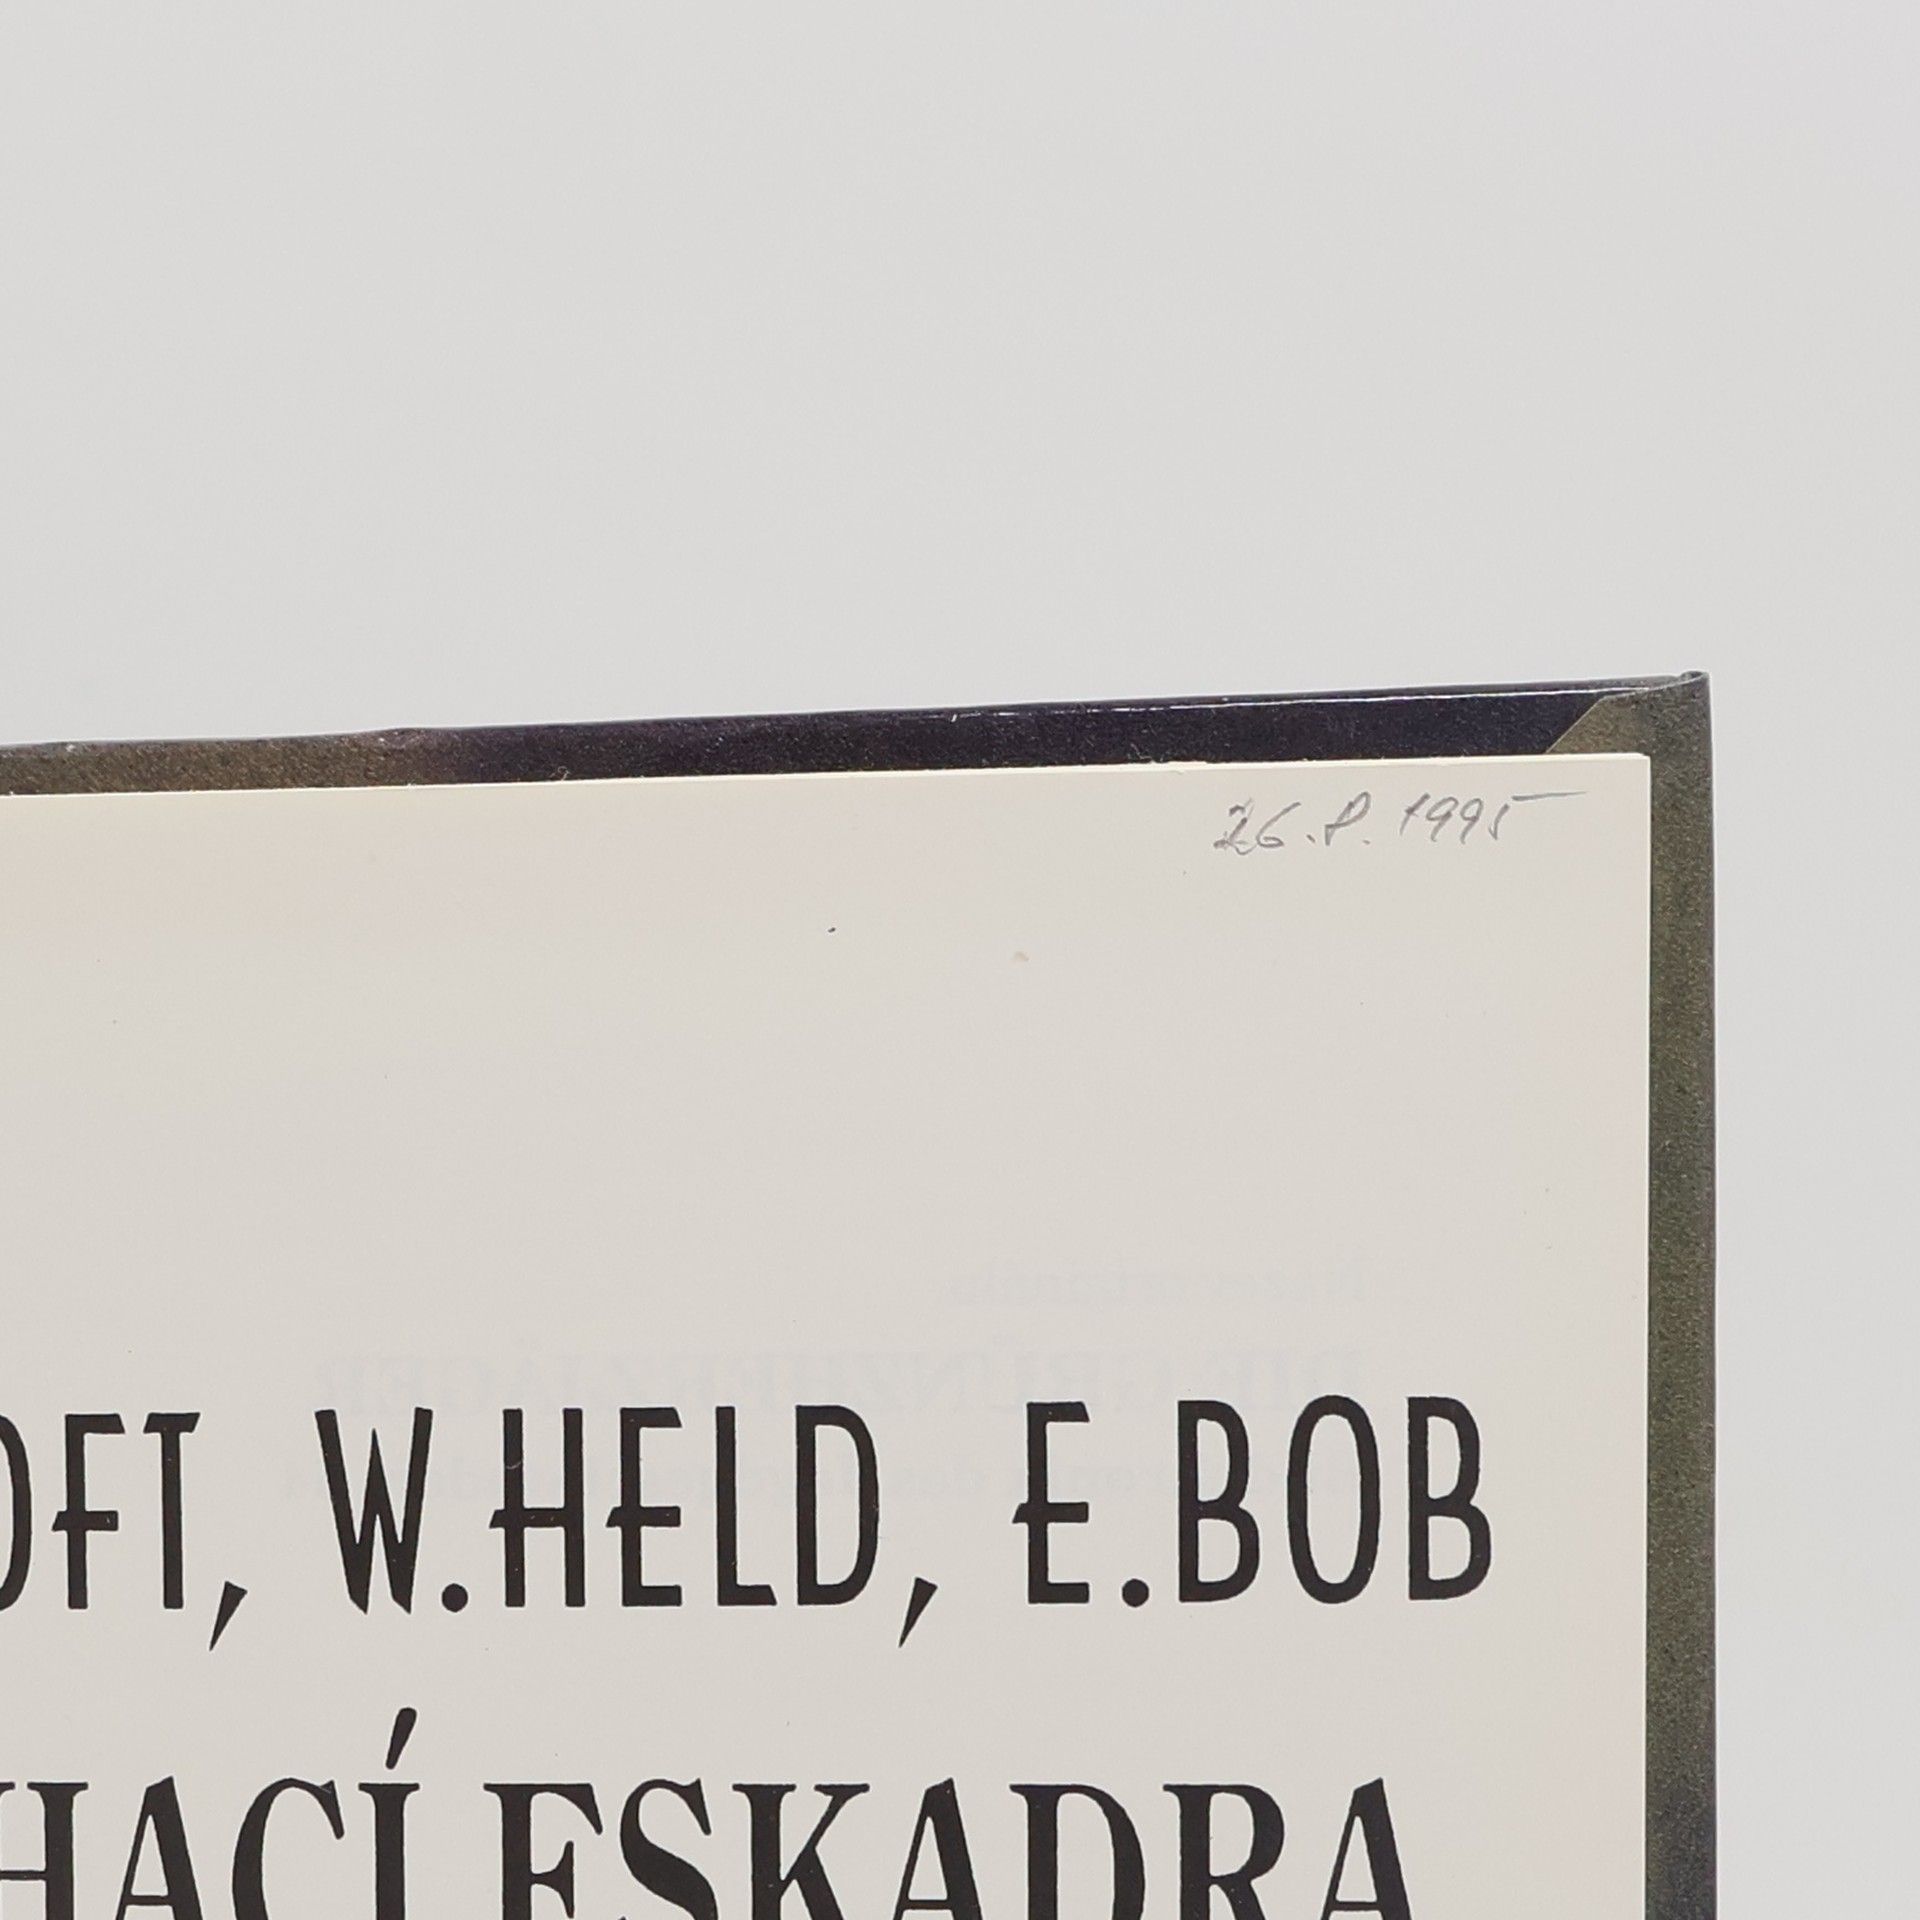 26.8.1995
OFT, W.HELD, E.BOB
HACÍ ESKADRA